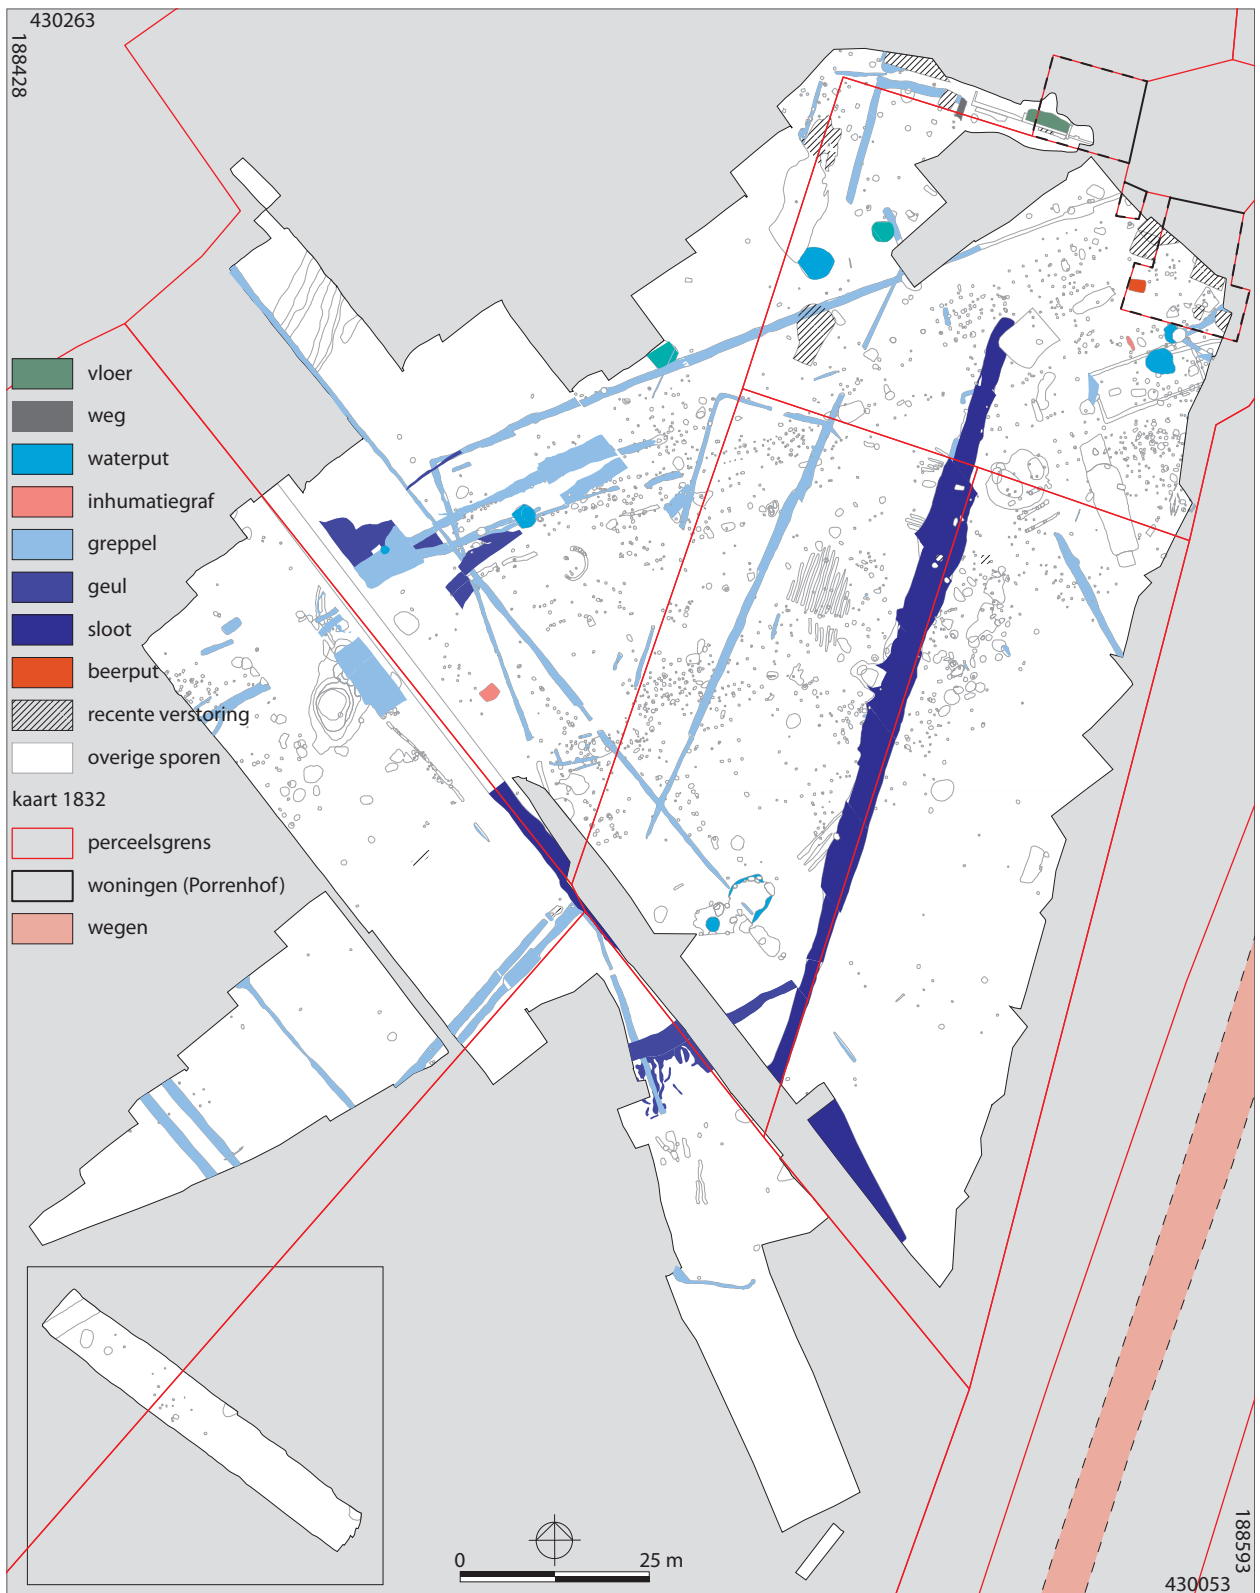 430263
188428
vloer
weg
waterput
inhumatiegraf
greppel
geul
sloot
beerput
recente verstoring
overige sporen
kaart 1832
perceelsgrens
woningen (Porrenhof)
wegen
0
25 m
188593
430053